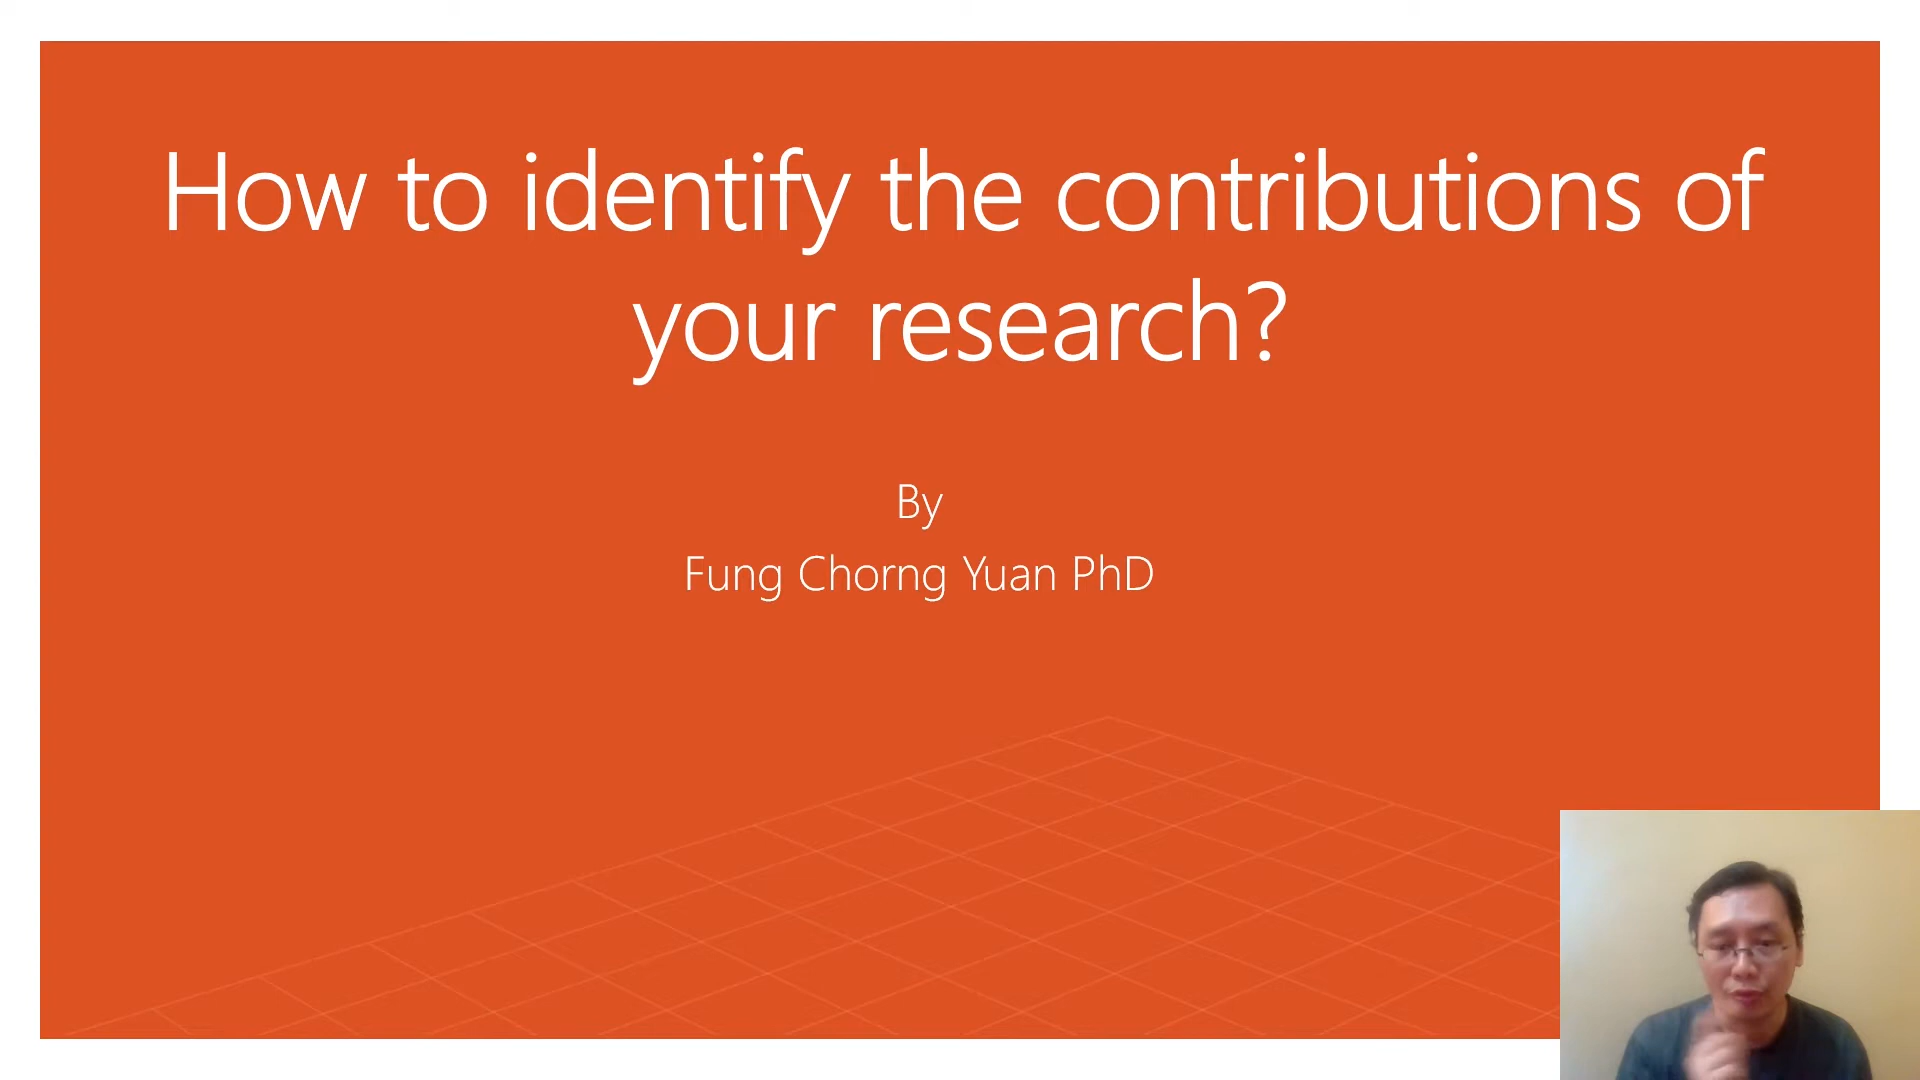 How to identify the contributions of
your research?
By
Fung Chorng Yuan PhD